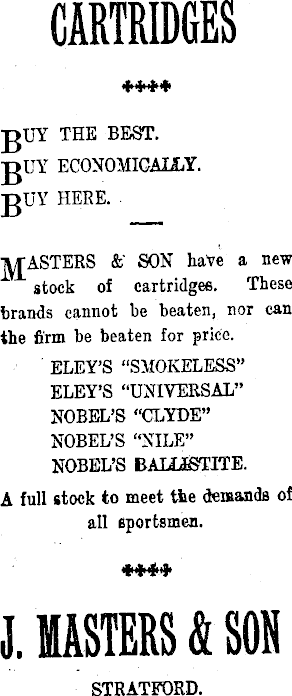 CARTRIDGES
BUY THE BEST.
BUY ECONOMICALLY.
BUY HERE.
MASTERS & SON have a new
stock of cartridges. These
brands cannot be beaten, nor can
the firm be beaten for price.
ELEY'S "SMOKELESS"
ELEY'S "UNIVERSAL"
NOBEL'S "CLYDE"
NOBEL'S "NILE"
NOBEL'S BALLISTITE.
A full stock to meet the demands of
all sportsmen.
J. MASTERS & SON
STRATFORD.